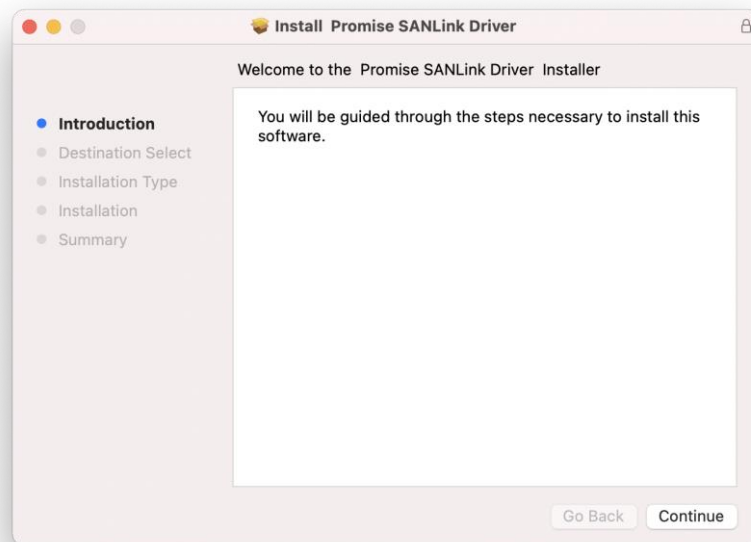 Install Promise SANLink Driver
Welcome to the Promise SANLink Driver Installer
Introduction
Destination Select
Installation Type
Installation
Summary
You will be guided through the steps necessary to install this
software.
Go Back
Continue